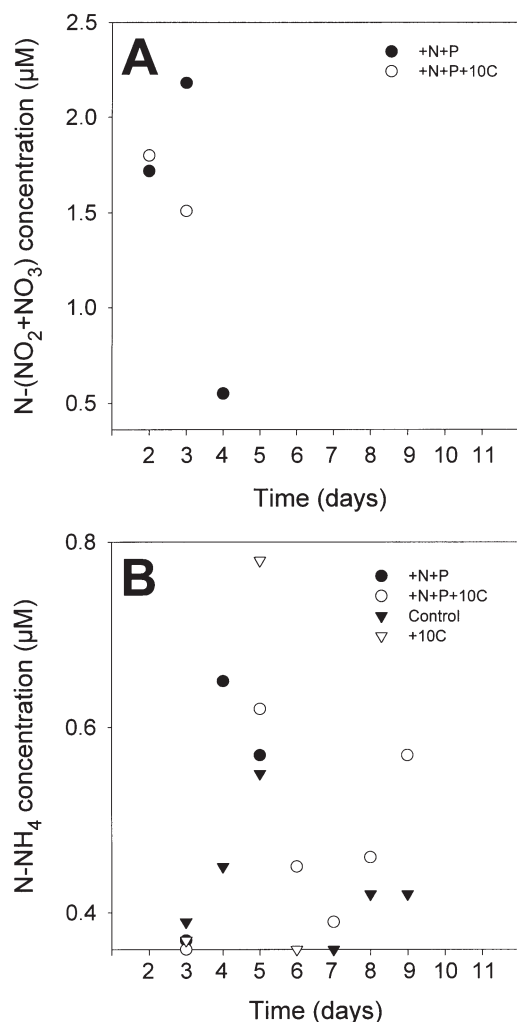 A
2.5
2.0
1.5
1.0
0.5
N-(NO2+NO3) concentration (µM)
+N+P
+N+P+10C
2 3 4 5 6 7 8 9 10 11
Time (days)
B
0.8
0.6
0.4
N-NH4 concentration (µM)
+N+P
+N+P+10C
Control
+10C
2 3 4 5 6 7 8 9 10 11
Time (days)